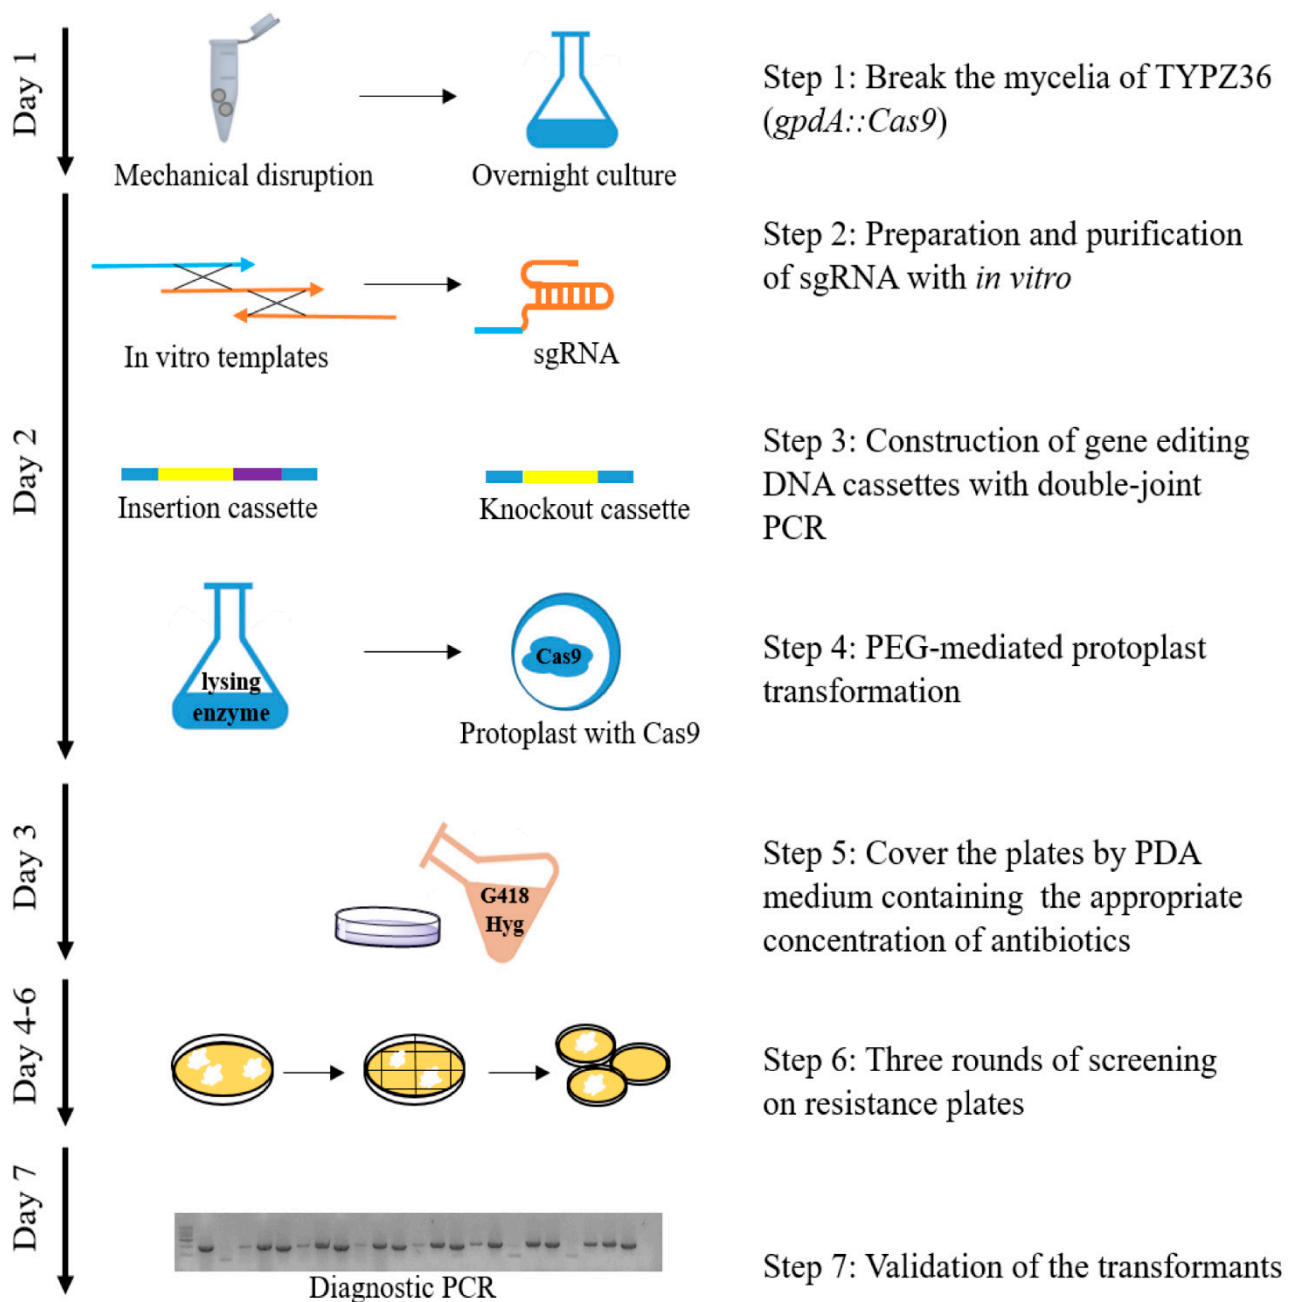 Day 1
Mechanical disruption
Overnight culture
Step 1: Break the mycelia of TYPZ36
(gpdA::Cas9)
Day 2
In vitro templates
sgRNA
Step 2: Preparation and purification
of sgRNA with in vitro
Insertion cassette
Knockout cassette
Step 3: Construction of gene editing
DNA cassettes with double-joint
PCR
lysing
enzyme
Cas9
Protoplast with Cas9
Step 4: PEG-mediated protoplast
transformation
Day 3
G418
Hyg
Step 5: Cover the plates by PDA
medium containing the appropriate
concentration of antibiotics
Day 4-6
Step 6: Three rounds of screening
on resistance plates
Day 7
Diagnostic PCR
Step 7: Validation of the transformants